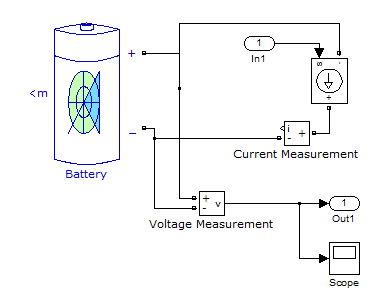 +
1
In1
s
-
<m
+
−
i
-
+
Current Measurement
Battery
+
-
v
1
Out1
Voltage Measurement
Scope